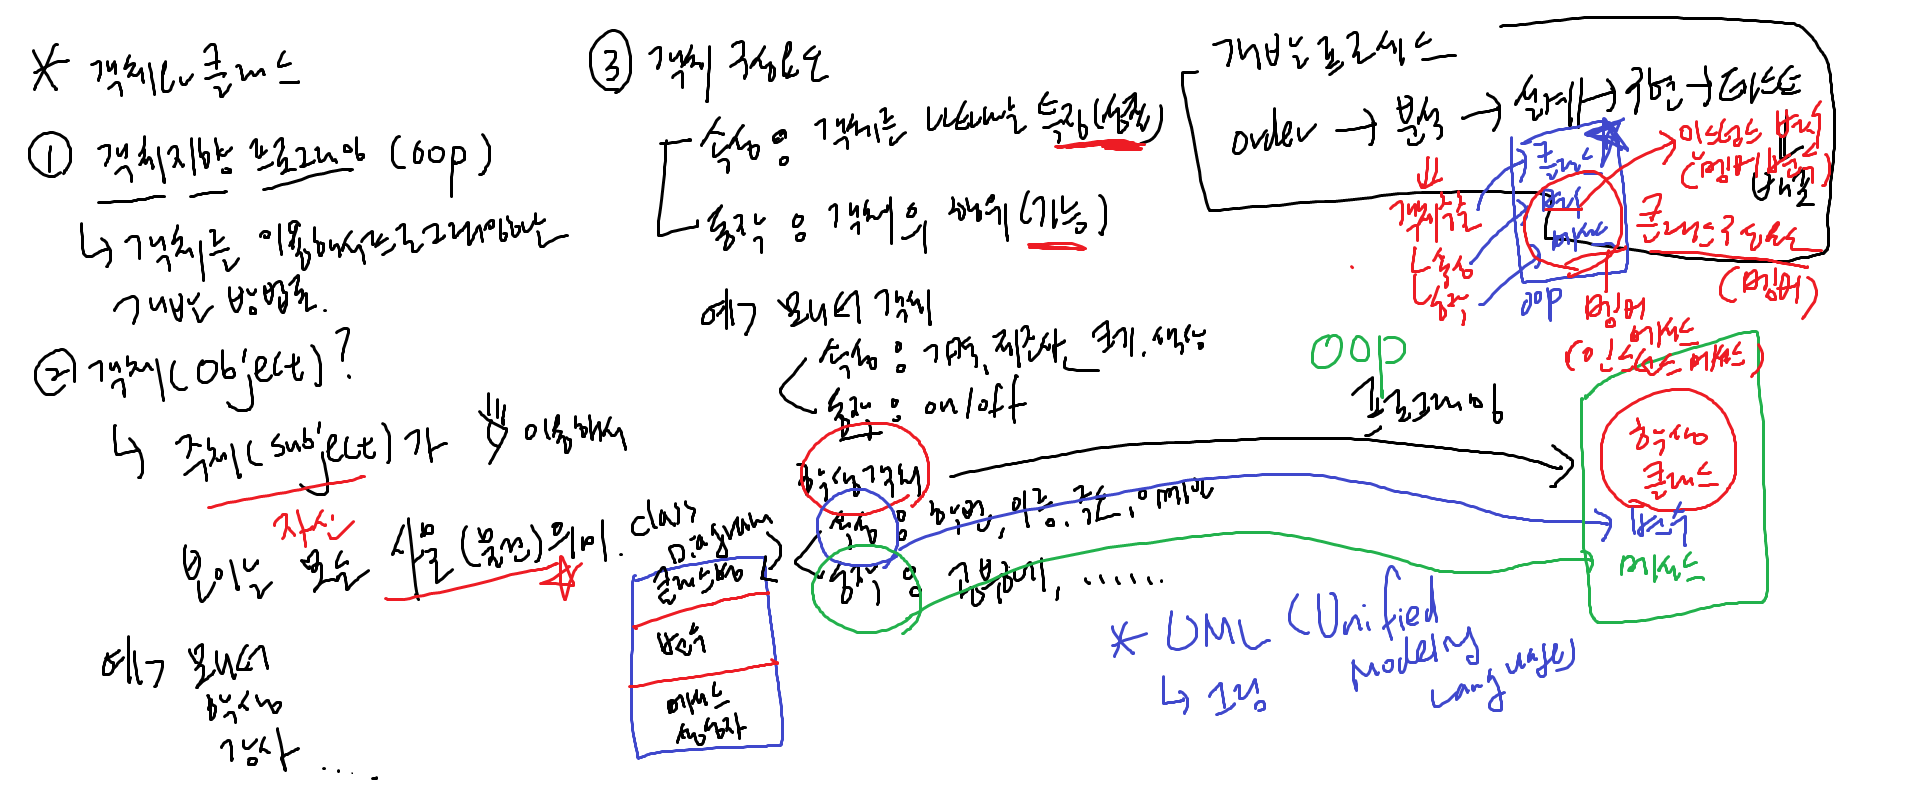 * 객체와 클래스
① 객체지향 프로그래밍 (OOP)
↳ 객체를 이용해서 프로그래밍하는
개발 방법론.
② 객체(Object)?
↳ 주체(subject)가 이용해서
자신
온이는 모든 사물(물건)의미.
예> 모니터
학생
강사 .....
③ 객체 구성요소
속성 : 객체를 나타내는 특징(성질)
동작 : 객체의 행위(기능)
예> 모니터 객체
속성 : 가격, 제조사, 크기, 색상
동작 : on/off
학생객체
속성 : 학번, 이름, 주소, 이메일
동작 : 공부하기, ......
class
Diagram
클래스명
변수
메서드
생성자
개발프로세스
order → 분석 → 설계 → 구현 → 테스트
배포
객체추출
속성
동작
클래스
변수
메서드
OOP
인스턴스 변수
(멤버변수)
클래스구성요소
(멤버)
멤버
메서드
(인스턴스 메서드)
OOP
프로그래밍
학생
클래스
변수
메서드
* UML (Unified
Modeling
Language)
↳ 그림